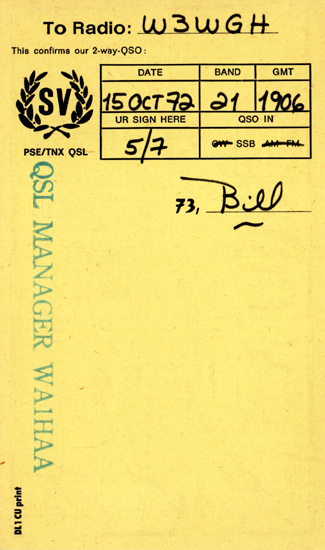 To Radio: W3WGH
This confirms our 2-way-QSO:
SV
PSE/TNX QSL
DATE BAND GMT
15 OCT 72 21 1906
UR SIGN HERE QSO IN
5/7 CW SSB AM FM
73, Bill
QSL MANAGER WA1HAA
DL1CU print